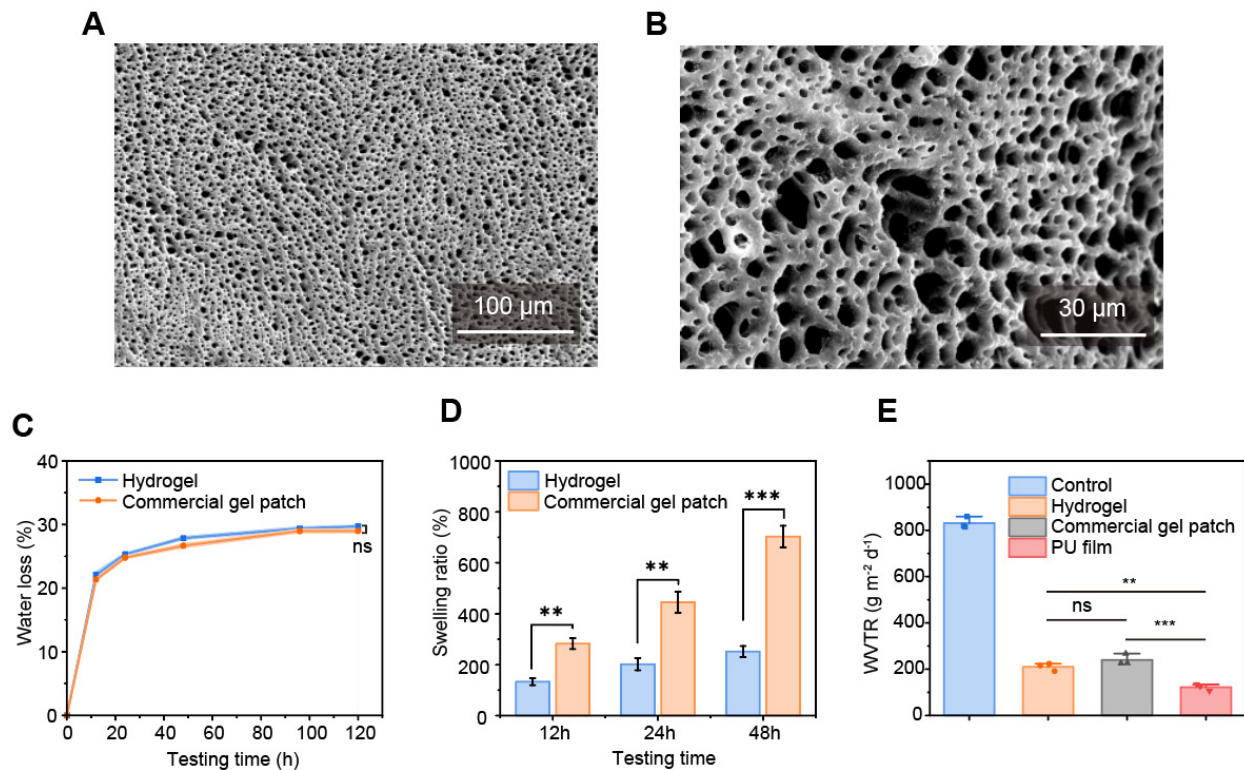 A
B
100 µm
30 µm
C
D
E
40
30
20
10
0
Water loss (%)
Hydrogel
Commercial gel patch
ns
0 20 40 60 80 100 120
Testing time (h)
1000
800
600
400
200
0
Swelling ratio (%)
Hydrogel
Commercial gel patch
**
**
***
12h 24h 48h
Testing time
1000
800
600
400
200
0
WVTR (g m⁻² d⁻¹)
Control
Hydrogel
Commercial gel patch
PU film
**
ns
***